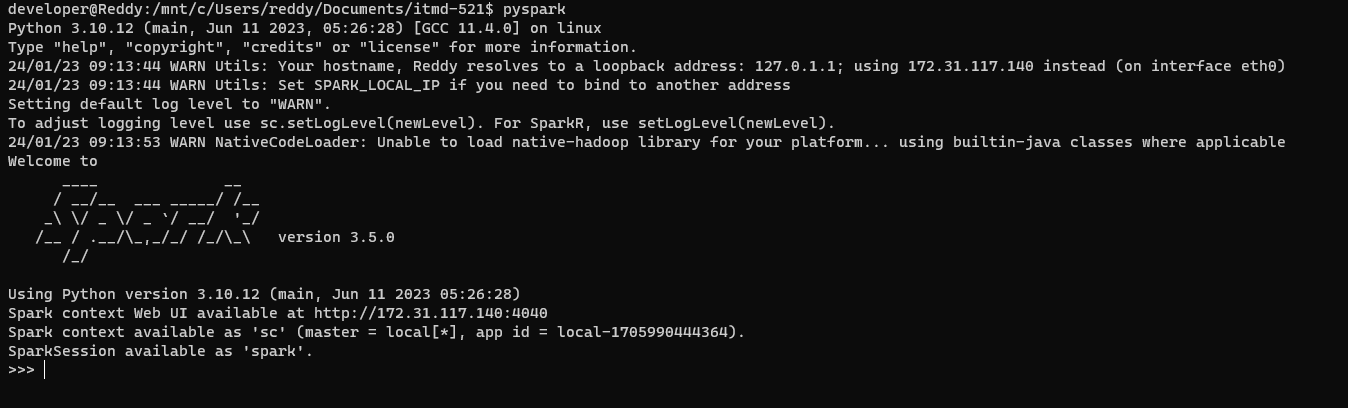 developer@Reddy:/mnt/c/Users/reddy/Documents/itmd-521$ pyspark
Python 3.10.12 (main, Jun 11 2023, 05:26:28) [GCC 11.4.0] on linux
Type "help", "copyright", "credits" or "license" for more information.
24/01/23 09:13:44 WARN Utils: Your hostname, Reddy resolves to a loopback address: 127.0.1.1; using 172.31.117.140 instead (on interface eth0)
24/01/23 09:13:44 WARN Utils: Set SPARK_LOCAL_IP if you need to bind to another address
Setting default log level to "WARN".
To adjust logging level use sc.setLogLevel(newLevel). For SparkR, use setLogLevel(newLevel).
24/01/23 09:13:53 WARN NativeCodeLoader: Unable to load native-hadoop library for your platform... using builtin-java classes where applicable
Welcome to
      ____              __
     / __/__  ___ _____/ /__
    _\ \/ _ \/ _ `/ __/  '_/
   /__ / .__/\_,_/_/ /_/\_\   version 3.5.0
      /_/

Using Python version 3.10.12 (main, Jun 11 2023 05:26:28)
Spark context Web UI available at http://172.31.117.140:4040
Spark context available as 'sc' (master = local[*], app id = local-1705990444364).
SparkSession available as 'spark'.
>>>